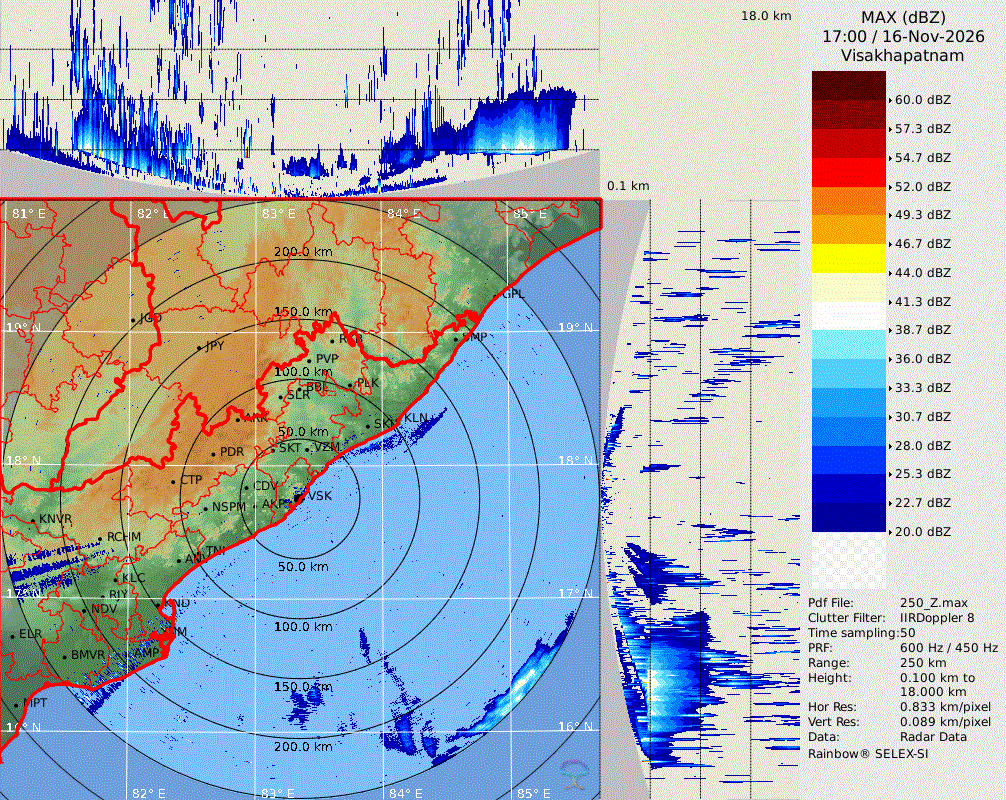 18.0 km
0.1 km
MAX (dBZ)
17:00 / 16-Nov-2026
Visakhapatnam
60.0 dBZ
57.3 dBZ
54.7 dBZ
52.0 dBZ
49.3 dBZ
46.7 dBZ
44.0 dBZ
41.3 dBZ
38.7 dBZ
36.0 dBZ
33.3 dBZ
30.7 dBZ
28.0 dBZ
25.3 dBZ
22.7 dBZ
20.0 dBZ
Pdf File: 250_Z.max
Clutter Filter: IIRDoppler 8
Time sampling:50
PRF: 600 Hz / 450 Hz
Range: 250 km
Height: 0.100 km to
18.000 km
Hor Res: 0.833 km/pixel
Vert Res: 0.089 km/pixel
Data: Radar Data
Rainbow® SELEX-SI
81° E 82° E 83° E 84° E 85° E
200.0 km
GPL
150.0 km
JGD
19° N 19° N
JPY
PVP
100.0 km
BBL PLK
SLR
KLN
50.0 km
SKT VZM
PDR
18° N 18° N
CTP
CDV
VSK
NSPM AKP
KNVR
RCHM
TNI
50.0 km
KLC
17° N 17° N
RJY
NDV KND
100.0 km
ELR
BMVR AMP
150.0 km
MPT
16° N 16° N
200.0 km
82° E 83° E 84° E 85° E